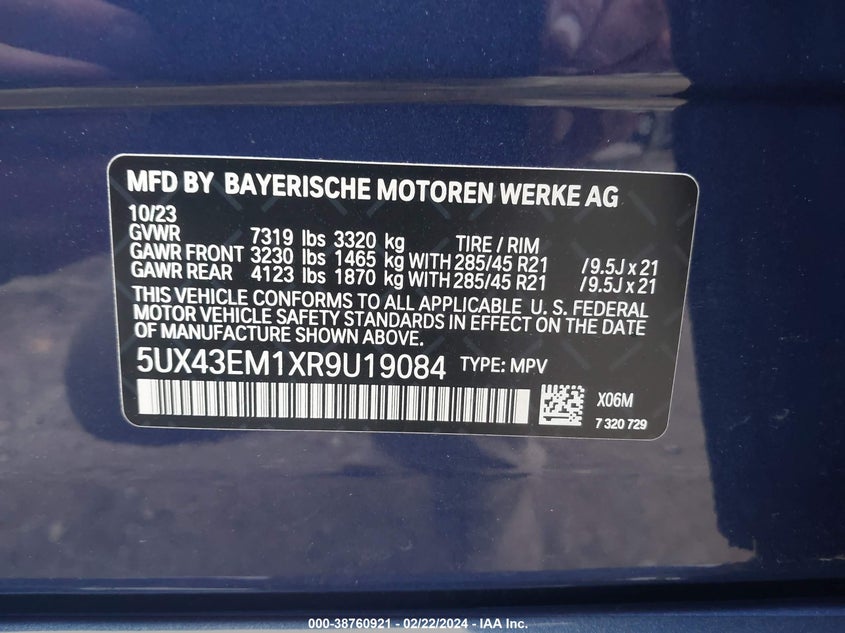 MFD BY BAYERISCHE MOTOREN WERKE AG
10/23
GVWR 7319 lbs 3320 kg TIRE / RIM
GAWR FRONT 3230 lbs 1465 kg WITH 285/45 R21 /9.5J x 21
GAWR REAR 4123 lbs 1870 kg WITH 285/45 R21 /9.5J x 21
THIS VEHICLE CONFORMS TO ALL APPLICABLE U. S. FEDERAL
MOTOR VEHICLE SAFETY STANDARDS IN EFFECT ON THE DATE
OF MANUFACTURE SHOWN ABOVE.
5UX43EM1XR9U19084 TYPE: MPV
X06M
7 320 729
000-38760921 - 02/22/2024 - IAA Inc.